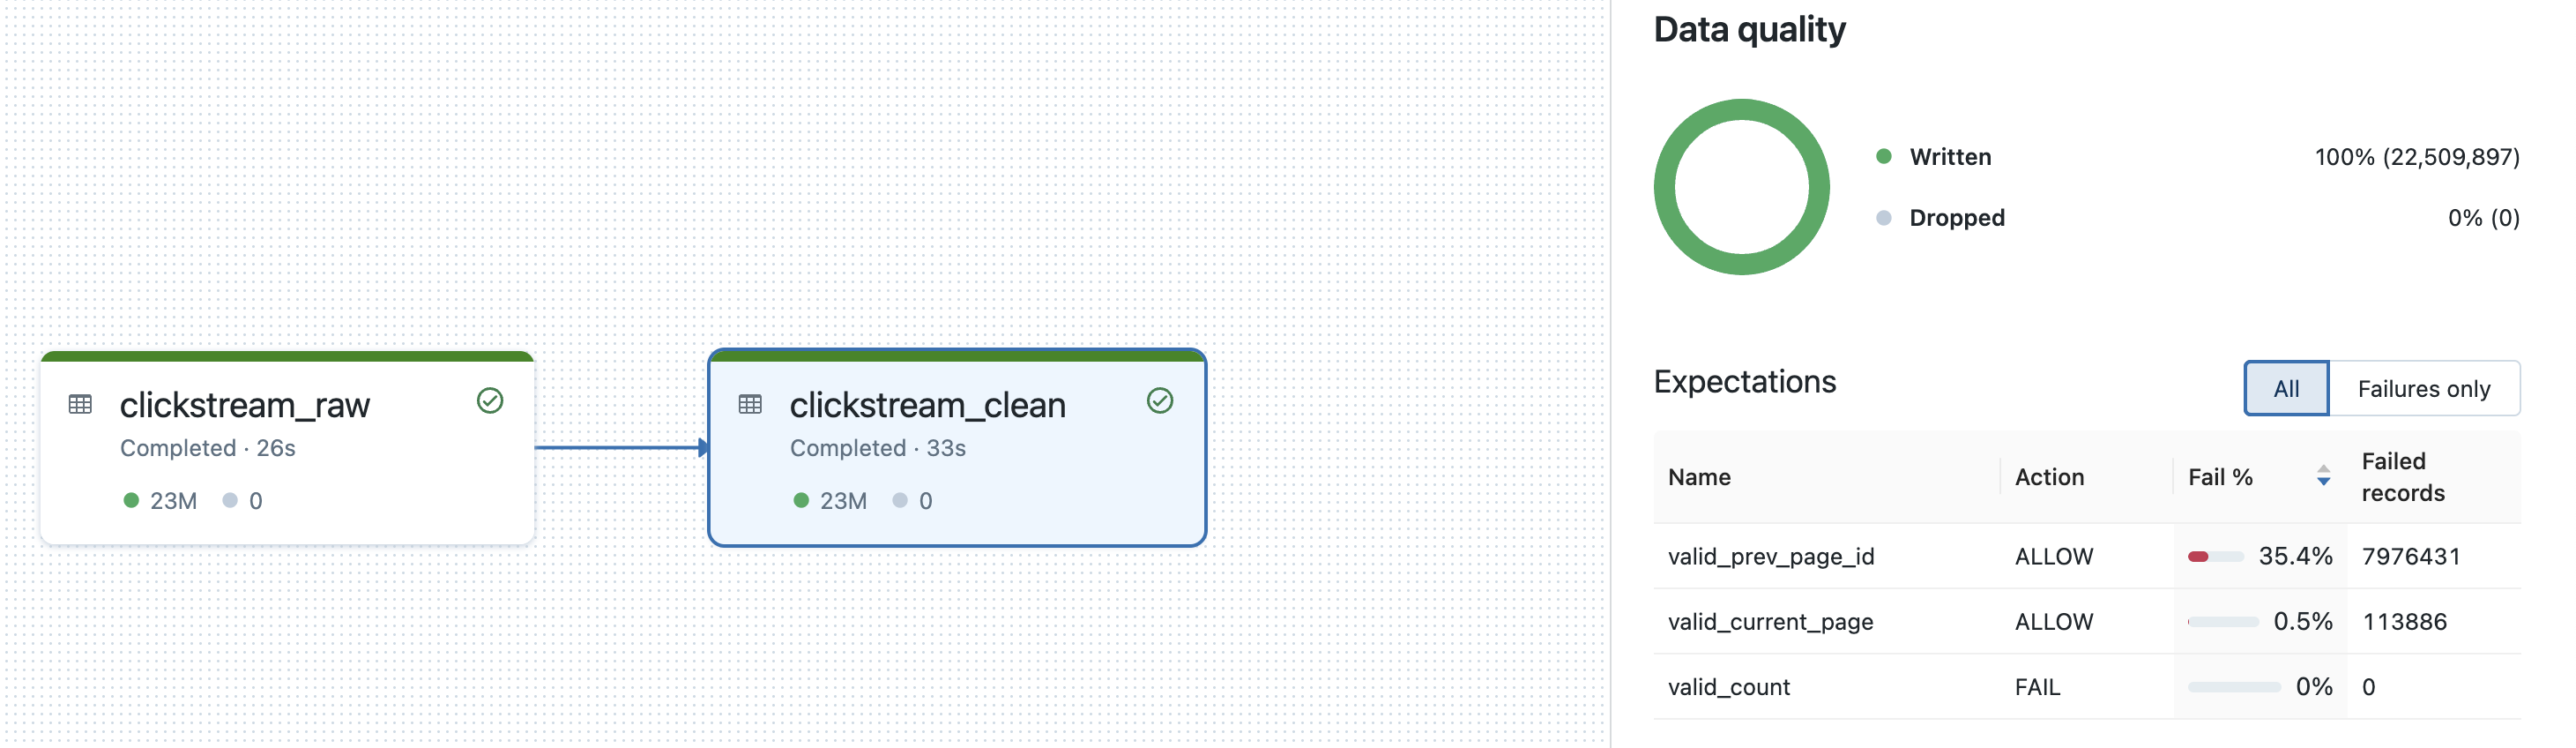 clickstream_raw
Completed · 26s
23M 0
clickstream_clean
Completed · 33s
23M 0
Data quality
Written 100% (22,509,897)
Dropped 0% (0)
Expectations All Failures only
Name Action Fail % Failed records
valid_prev_page_id ALLOW 35.4% 7976431
valid_current_page ALLOW 0.5% 113886
valid_count FAIL 0% 0